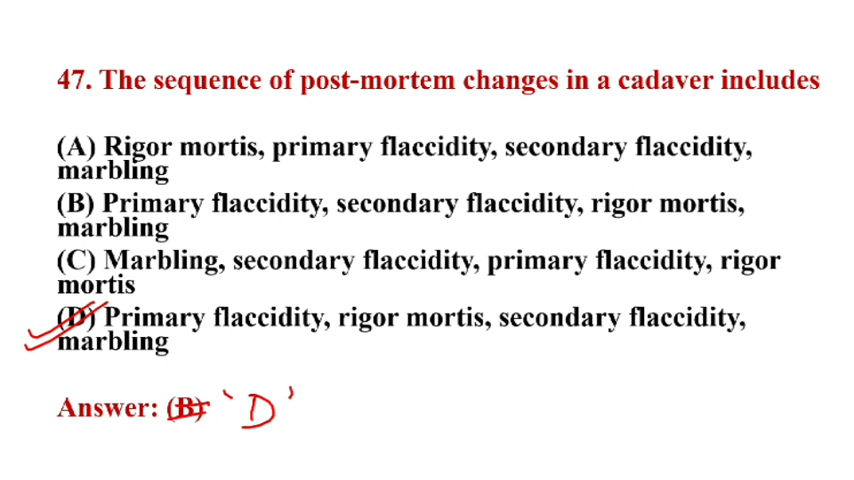 47. The sequence of post-mortem changes in a cadaver includes
(A) Rigor mortis, primary flaccidity, secondary flaccidity,
marbling
(B) Primary flaccidity, secondary flaccidity, rigor mortis,
marbling
(C) Marbling, secondary flaccidity, primary flaccidity, rigor
mortis
(D) Primary flaccidity, rigor mortis, secondary flaccidity,
marbling
Answer: (B) 'D'